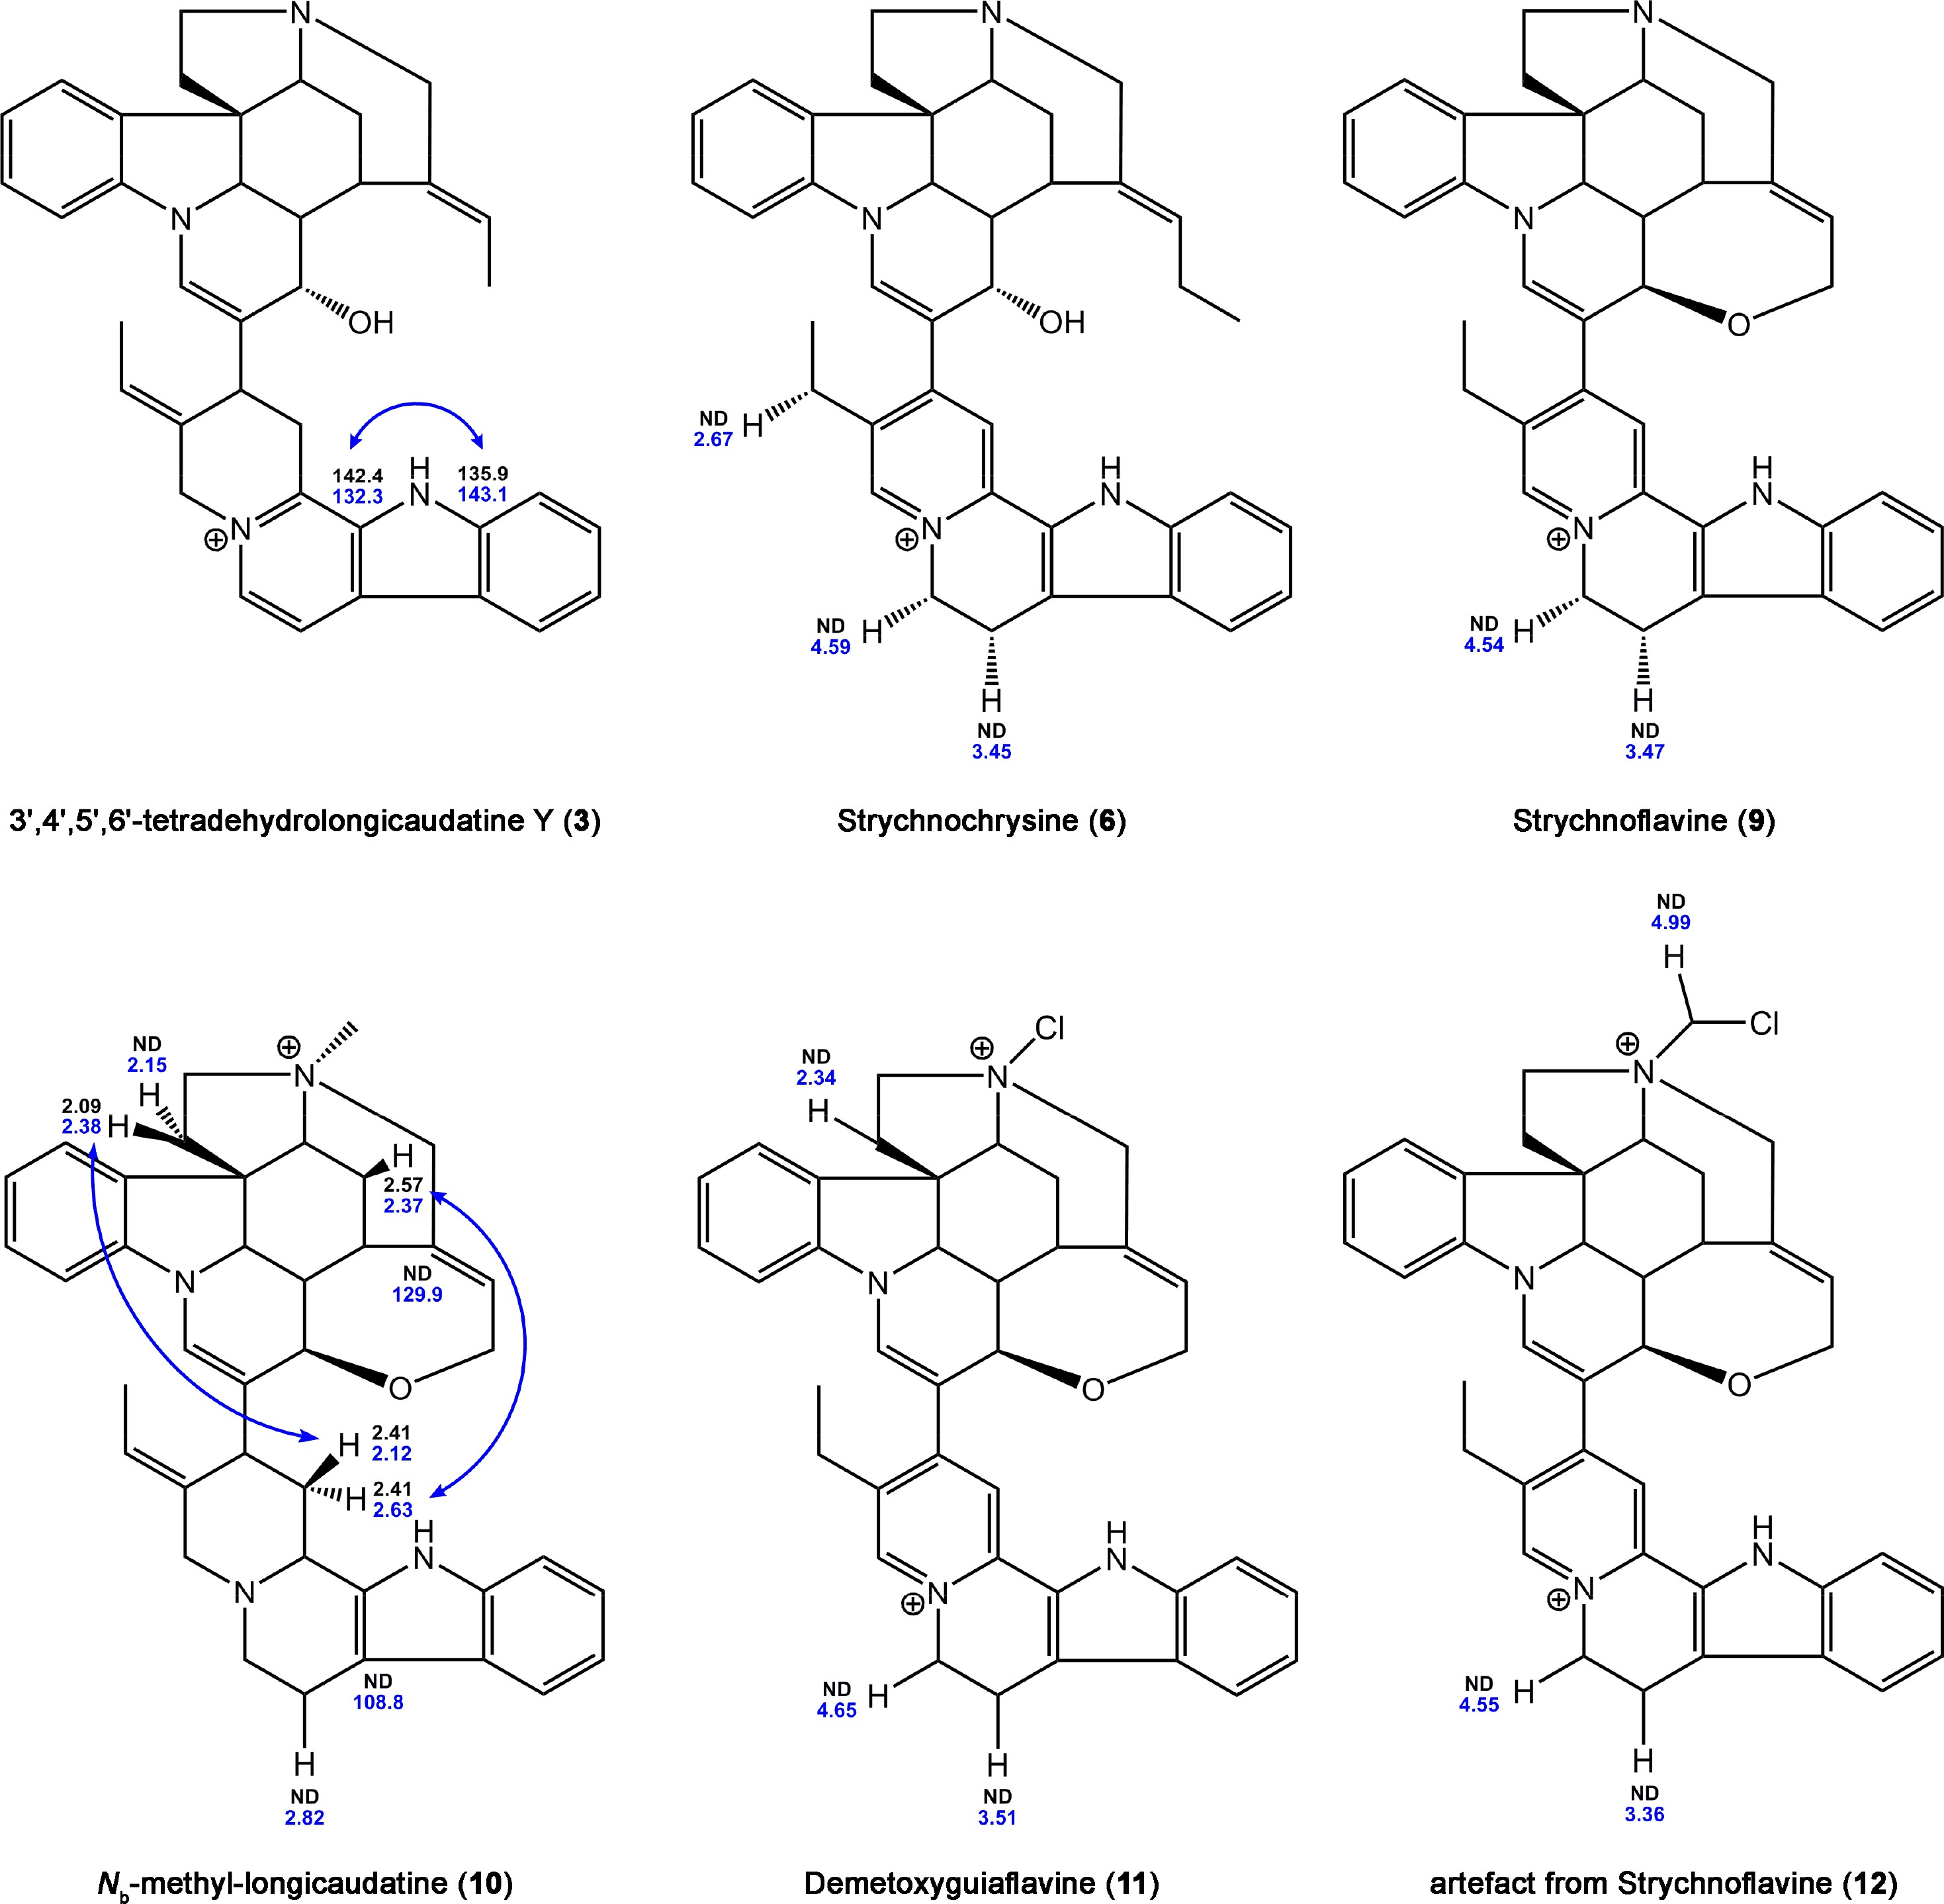 N
N
N
N
N
N
OH
OH
O
142.4
132.3
H
N
135.9
143.1
ND
2.67
H
H
N
H
N
⊕
N
⊕
N
⊕
N
ND
4.59
H
ND
4.54
H
H
ND
3.45
H
ND
3.47
3',4',5',6'-tetradehydrolongicaudatine Y (3)
Strychnochrysine (6)
Strychnoflavine (9)
ND
4.99
H
ND
2.15
H
⊕
N
2.09
2.38
H
H
2.57
2.37
ND
2.34
H
⊕
N
Cl
⊕
N
Cl
N
ND
129.9
N
N
O
O
O
H
2.41
2.12
H
2.41
2.63
H
N
N
H
N
⊕
N
H
N
⊕
N
ND
108.8
H
ND
2.82
ND
4.65
H
H
ND
3.51
ND
4.55
H
H
ND
3.36
Nb-methyl-longicaudatine (10)
Demetoxyguiaflavine (11)
artefact from Strychnoflavine (12)